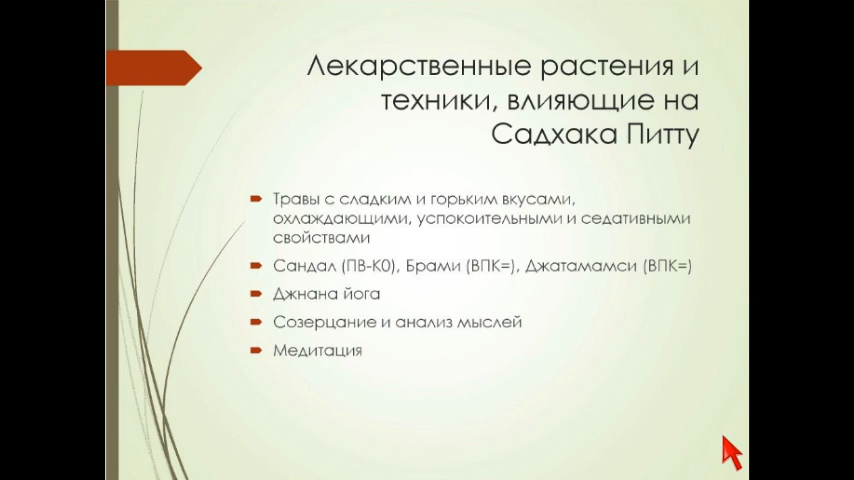 Лекарственные растения и
техники, влияющие на
Садхака Питту
Травы с сладким и горьким вкусами,
охлаждающими, успокоительными и седативными
свойствами
Сандал (ПВ-К0), Брами (ВПК=), Джатамамси (ВПК=)
Джнана йога
Созерцание и анализ мыслей
Медитация